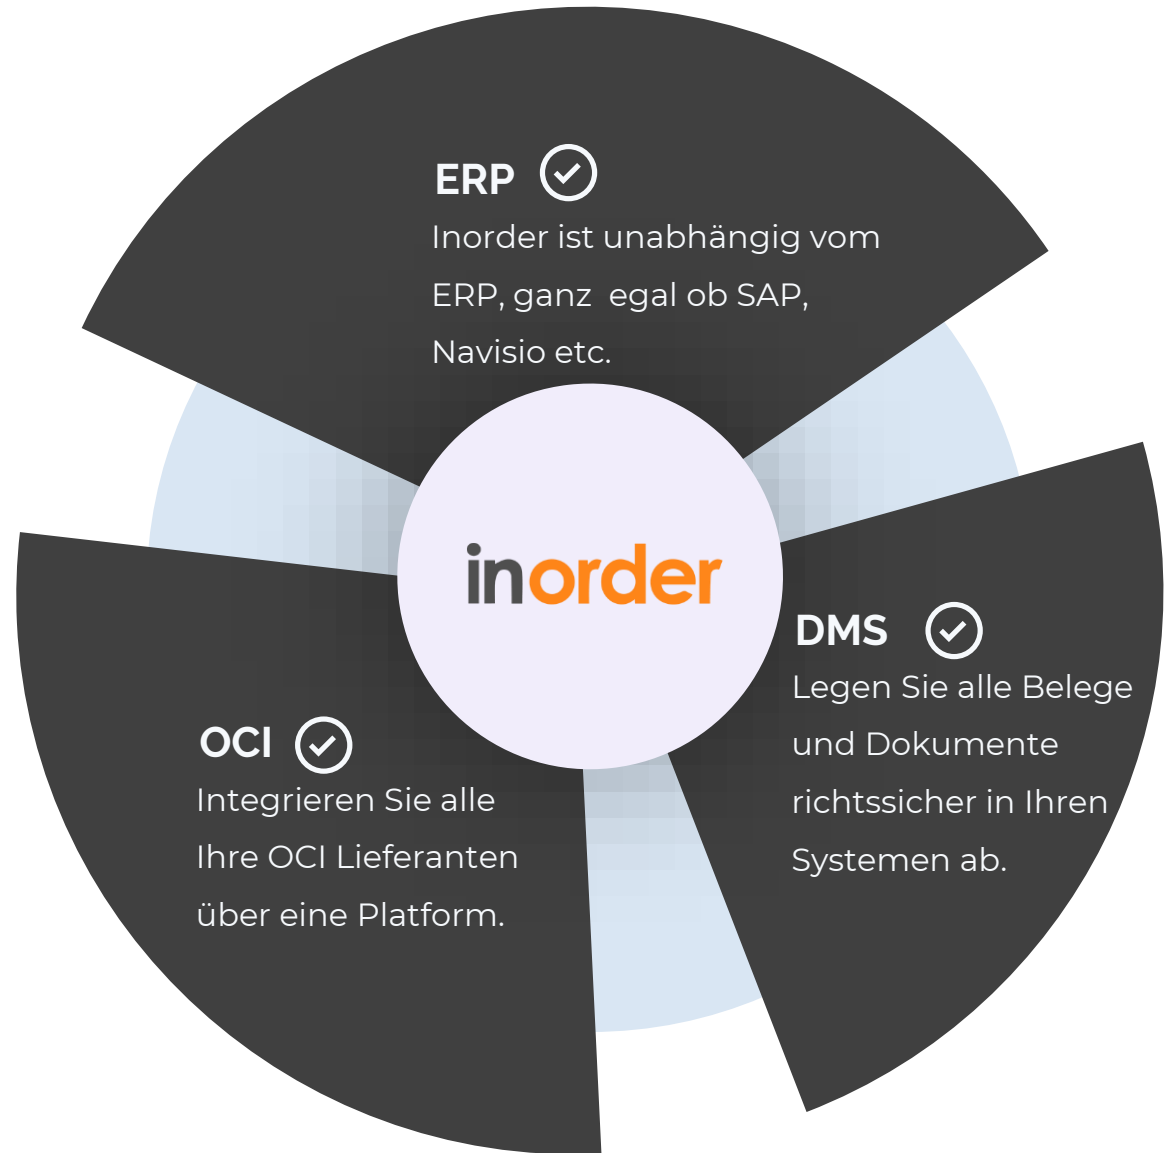 ERP
Inorder ist unabhängig vom
ERP, ganz egal ob SAP,
Navisio etc.
inorder
DMS
Legen Sie alle Belege
und Dokumente
richtssicher in Ihren
Systemen ab.
OCI
Integrieren Sie alle
Ihre OCI Lieferanten
über eine Platform.